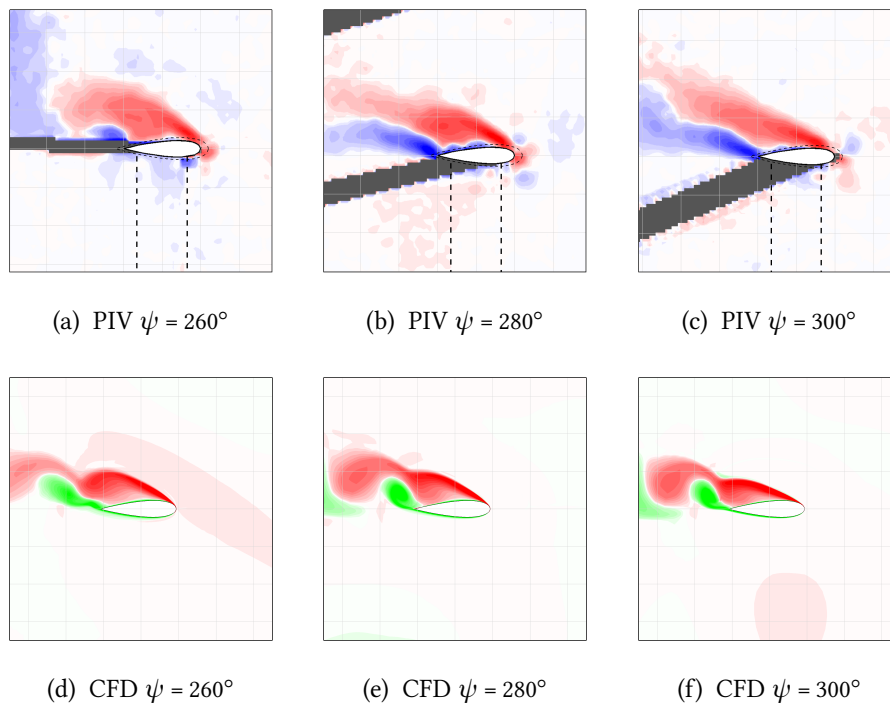 (a) PIV ψ = 260°
(b) PIV ψ = 280°
(c) PIV ψ = 300°
(d) CFD ψ = 260°
(e) CFD ψ = 280°
(f) CFD ψ = 300°